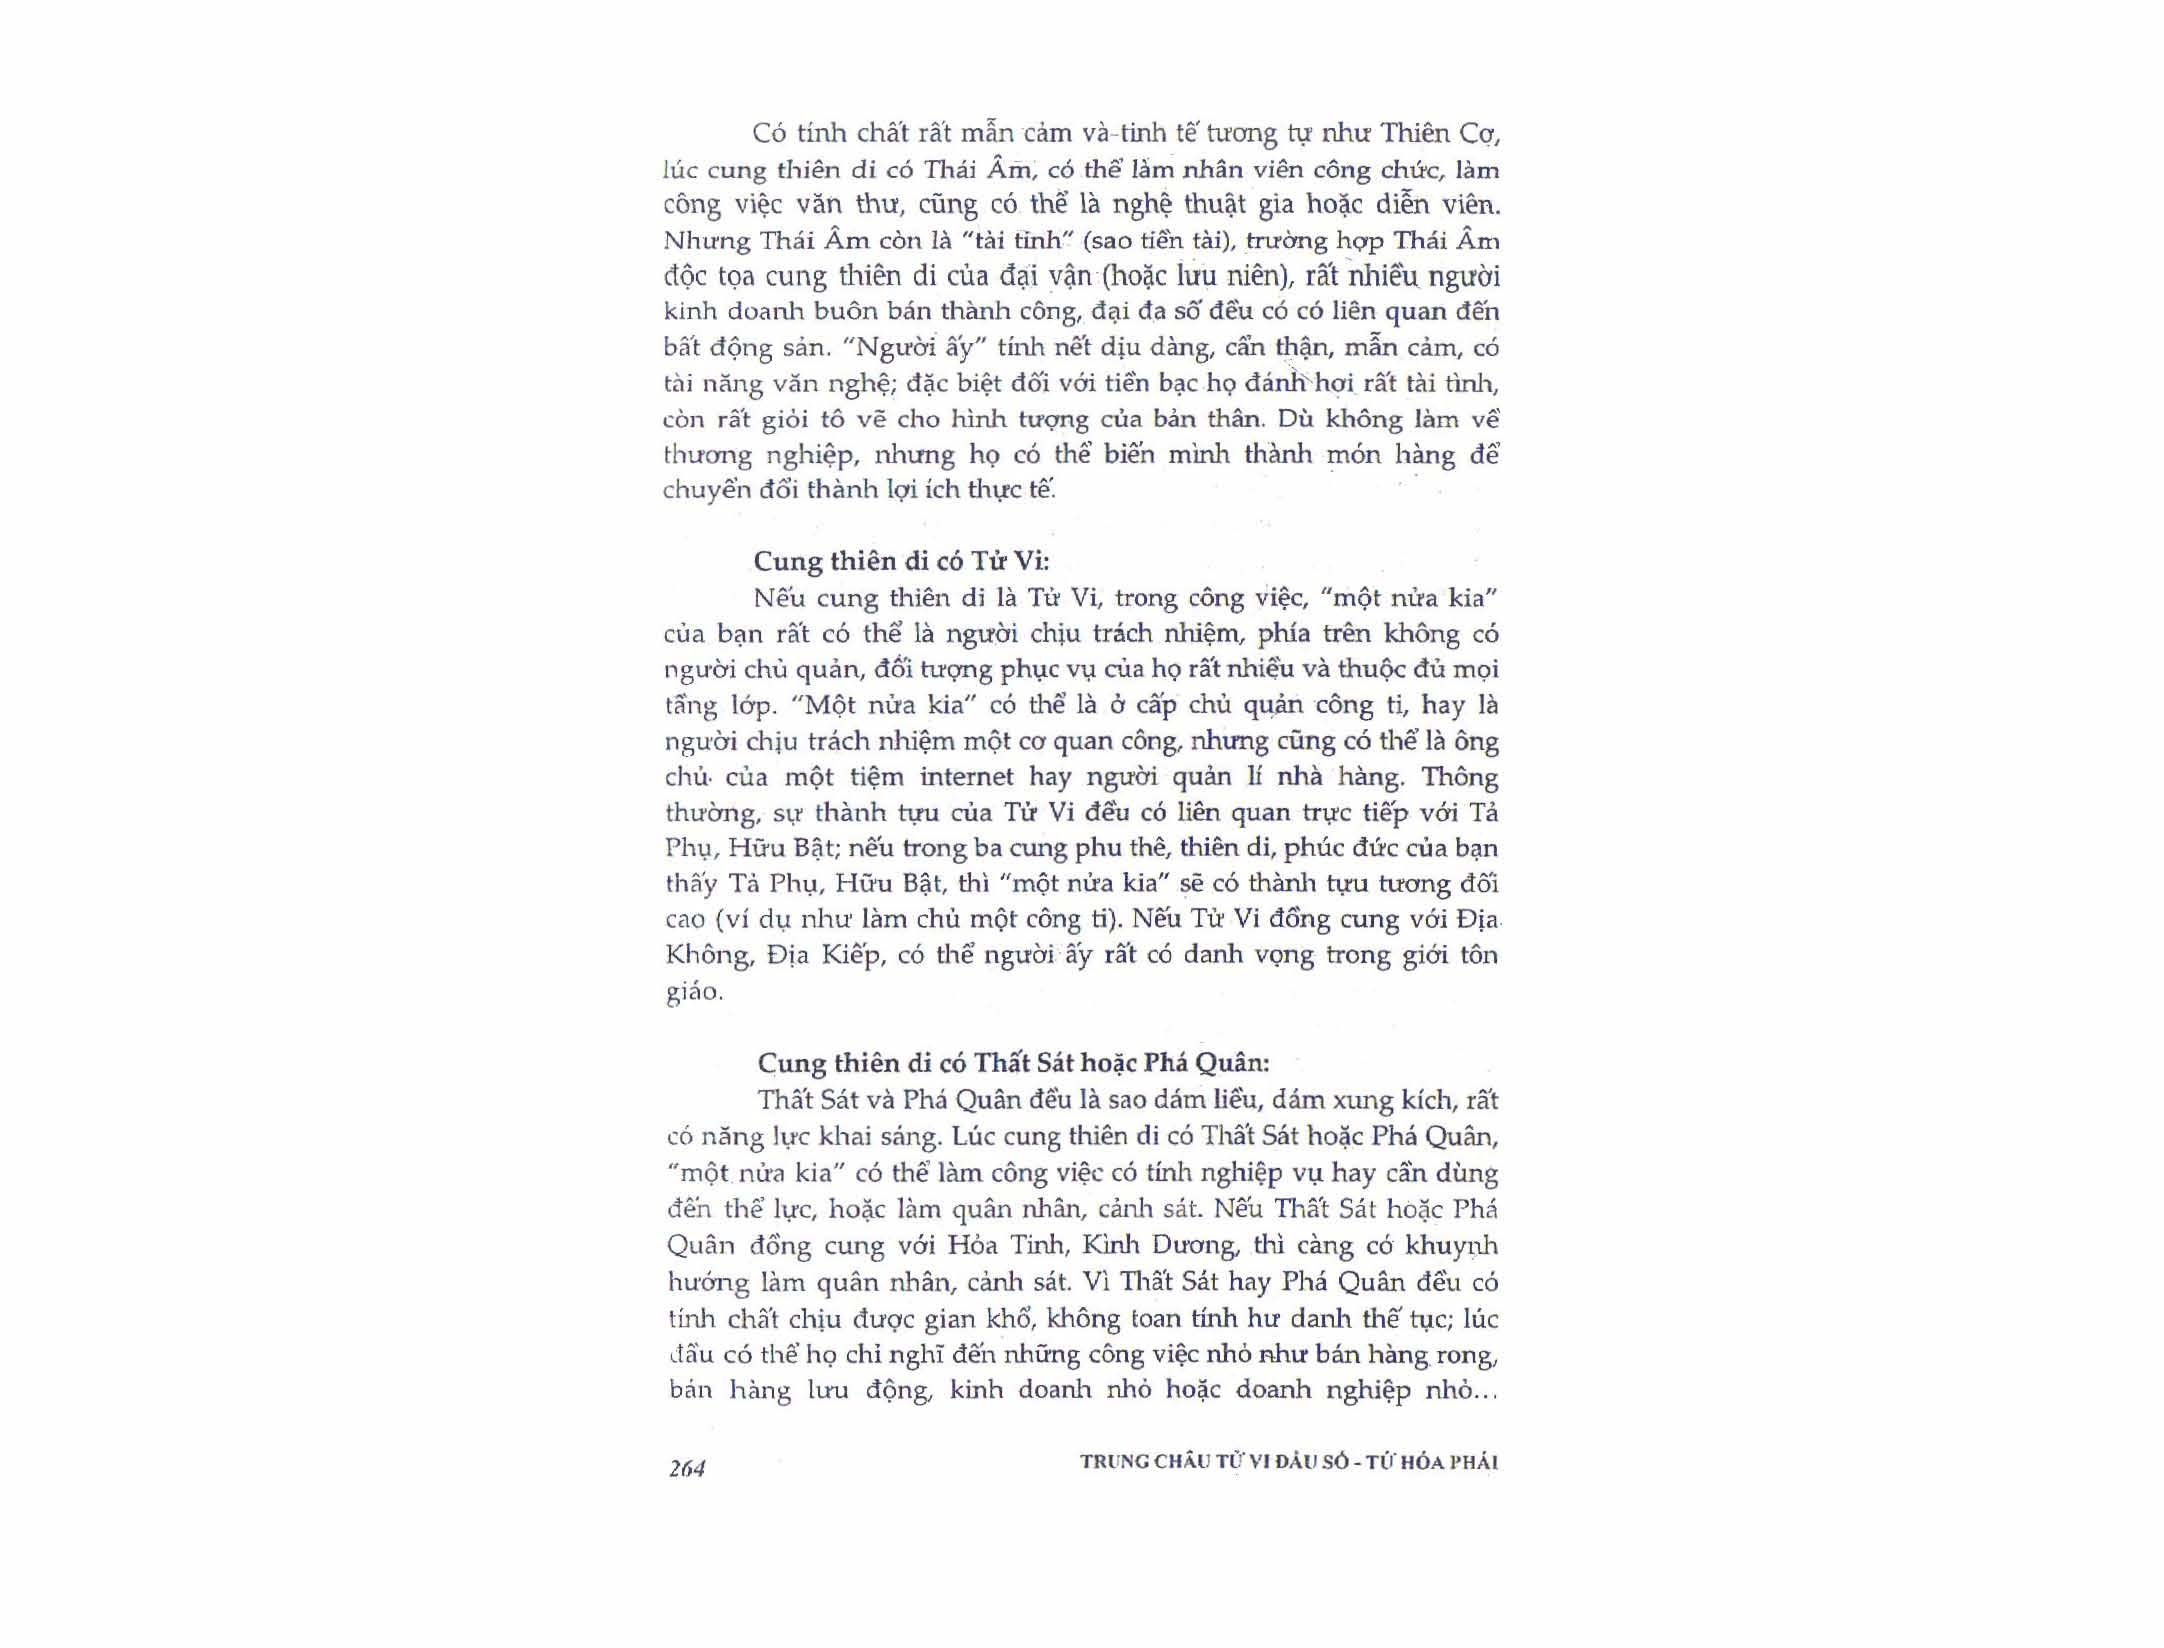 Có tính chất rất mẫn cảm và tinh tế tương tự như Thiên Cơ,
lúc cung thiên di có Thái Âm, có thể làm nhân viên công chức, làm
công việc văn thư, cũng có thể là nghệ thuật gia hoặc diễn viên.
Nhưng Thái Âm còn là "tài tinh" (sao tiền tài), trường hợp Thái Âm
độc tọa cung thiên di của đại vận (hoặc lưu niên), rất nhiều người
kinh doanh buôn bán thành công, đại đa số đều có có liên quan đến
bất động sản. "Người ấy" tính nết dịu dàng, cẩn thận, mẫn cảm, có
tài năng văn nghệ; đặc biệt đối với tiền bạc họ đánh hơi rất tài tình,
còn rất giỏi tô vẽ cho hình tượng của bản thân. Dù không làm về
thương nghiệp, nhưng họ có thể biến mình thành món hàng để
chuyển đổi thành lợi ích thực tế.
Cung thiên di có Tử Vi:
Nếu cung thiên di là Tử Vi, trong công việc, "một nửa kia"
của bạn rất có thể là người chịu trách nhiệm, phía trên không có
người chủ quản, đối tượng phục vụ của họ rất nhiều và thuộc đủ mọi
tầng lớp. "Một nửa kia" có thể là ở cấp chủ quản công ti, hay là
người chịu trách nhiệm một cơ quan công, nhưng cũng có thể là ông
chủ của một tiệm internet hay người quản lí nhà hàng. Thông
thường, sự thành tựu của Tử Vi đều có liên quan trực tiếp với Tả
Phụ, Hữu Bật; nếu trong ba cung phu thê, thiên di, phúc đức của bạn
thấy Tả Phụ, Hữu Bật, thì "một nửa kia" sẽ có thành tựu tương đối
cao (ví dụ như làm chủ một công ti). Nếu Tử Vi đồng cung với Địa
Không, Địa Kiếp, có thể người ấy rất có danh vọng trong giới tôn
giáo.
Cung thiên di có Thất Sát hoặc Phá Quân:
Thất Sát và Phá Quân đều là sao dám liều, dám xung kích, rất
có năng lực khai sáng. Lúc cung thiên di có Thất Sát hoặc Phá Quân,
"một nửa kia" có thể làm công việc có tính nghiệp vụ hay cần dùng
đến thể lực, hoặc làm quân nhân, cảnh sát. Nếu Thất Sát hoặc Phá
Quân đồng cung với Hỏa Tinh, Kình Dương, thì càng có khuynh
hướng làm quân nhân, cảnh sát. Vì Thất Sát hay Phá Quân đều có
tính chất chịu được gian khổ, không toan tính hư danh thế tục; lúc
đầu có thể họ chỉ nghĩ đến những công việc nhỏ như bán hàng rong,
bán hàng lưu động, kinh doanh nhỏ hoặc doanh nghiệp nhỏ...
264
TRUNG CHÂU TỬ VI ĐẨU SỐ - TỨ HÓA PHÁI